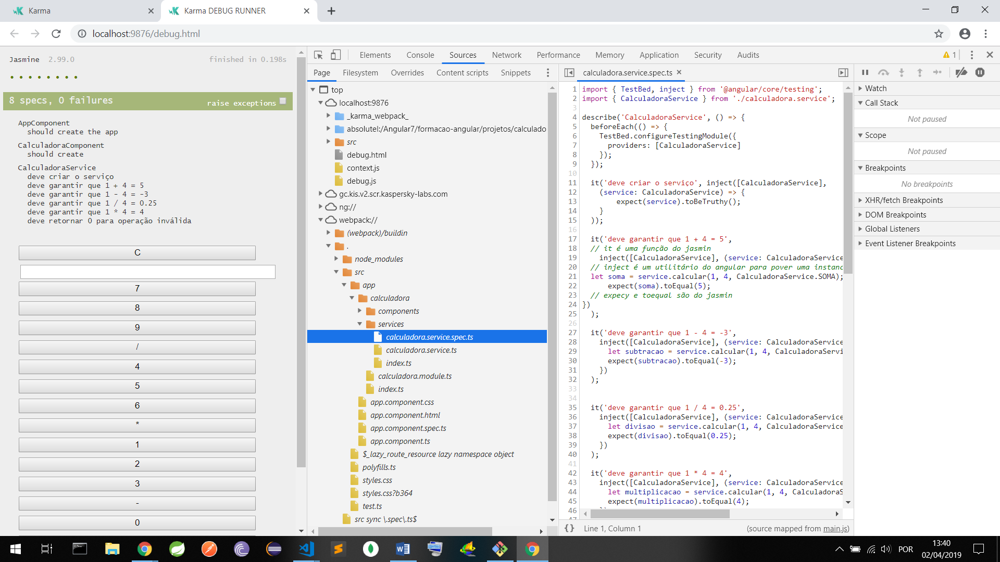 Karma
Karma DEBUG RUNNER
localhost:9876/debug.html
Jasmine 2.99.0
finished in 0.198s
8 specs, 0 failures
raise exceptions
AppComponent
should create the app
CalculadoraComponent
should create
CalculadoraService
deve criar o serviço
deve garantir que 1 + 4 = 5
deve garantir que 1 - 4 = -3
deve garantir que 1 / 4 = 0.25
deve garantir que 1 * 4 = 4
deve retornar 0 para operação inválida
C
7
8
9
/
4
5
6
*
1
2
3
-
0
Elements Console Sources Network Performance Memory Application Security Audits
1
Page Filesystem Overrides Content scripts Snippets
top
localhost:9876
_karma_webpack_
absolutel:/Angular7/formacao-angular/projetos/calculado
src
debug.html
context.js
debug.js
gc.kis.v2.scr.kaspersky-labs.com
ng://
webpack://
(webpack)/buildin
.
node_modules
src
app
calculadora
components
services
calculadora.service.spec.ts
calculadora.service.ts
index.ts
calculadora.module.ts
index.ts
app.component.css
app.component.html
app.component.spec.ts
app.component.ts
$_lazy_route_resource lazy namespace object
polyfills.ts
styles.css
styles.css?b364
test.ts
src sync \.spec\.ts$
calculadora.service.spec.ts
1 import { TestBed, inject } from '@angular/core/testing';
2 import { CalculadoraService } from './calculadora.service';
3
4 describe('CalculadoraService', () => {
5 beforeEach(() => {
6 TestBed.configureTestingModule({
7 providers: [CalculadoraService]
8 });
9 });
10
11 it('deve criar o serviço', inject([CalculadoraService],
12 (service: CalculadoraService) => {
13 expect(service).toBeTruthy();
14 }
15 ));
16
17 it('deve garantir que 1 + 4 = 5',
18 // it é uma função do jasmin
19 inject([CalculadoraService], (service: CalculadoraService
20 // inject é um utilitário do angular para pover uma instanc
21 let soma = service.calcular(1, 4, CalculadoraService.SOMA);
22 expect(soma).toEqual(5);
23 // expecy e toequal são do jasmin
24 })
25 );
26
27 it('deve garantir que 1 - 4 = -3',
28 inject([CalculadoraService], (service: CalculadoraService
29 let subtracao = service.calcular(1, 4, CalculadoraServi
30 expect(subtracao).toEqual(-3);
31 })
32 );
33
34
35 it('deve garantir que 1 / 4 = 0.25',
36 inject([CalculadoraService], (service: CalculadoraService
37 let divisao = service.calcular(1, 4, CalculadoraService
38 expect(divisao).toEqual(0.25);
39 })
40 );
41
42 it('deve garantir que 1 * 4 = 4',
43 inject([CalculadoraService], (service: CalculadoraService
44 let multiplicacao = service.calcular(1, 4, CalculadoraS
45 expect(multiplicacao).toEqual(4);
46 })
47
{} Line 1, Column 1
(source mapped from main.js)
Watch
Call Stack
Not paused
Scope
Not paused
Breakpoints
No breakpoints
XHR/fetch Breakpoints
DOM Breakpoints
Global Listeners
Event Listener Breakpoints
POR
13:40
02/04/2019